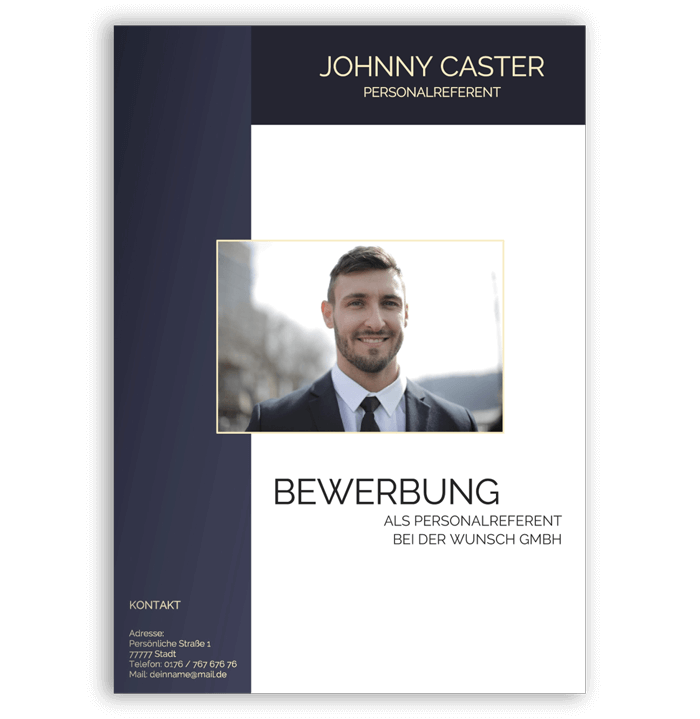 JOHNNY CASTER
PERSONALREFERENT
BEWERBUNG
ALS PERSONALREFERENT
BEI DER WUNSCH GMBH
KONTAKT
Adresse:
Persönliche Straße 1
77777 Stadt
Telefon: 0176 / 767 676 76
Mail: deinname@mail.de